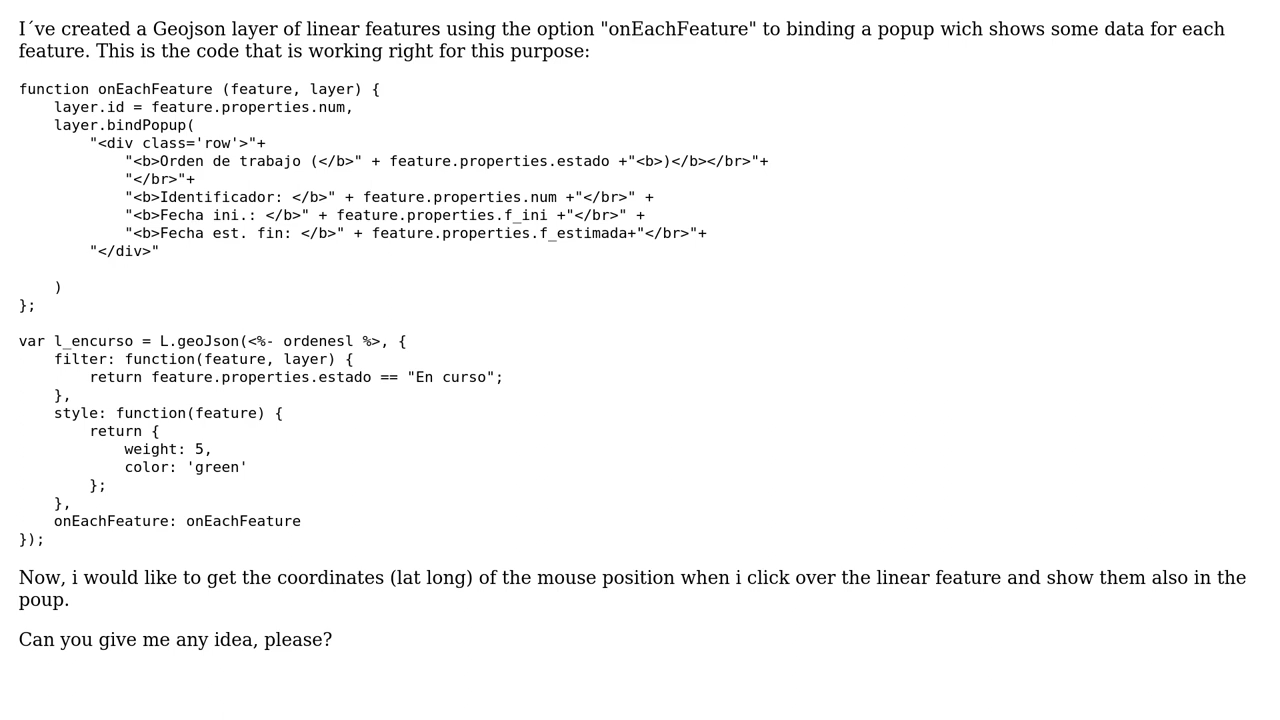 I´ve created a Geojson layer of linear features using the option "onEachFeature" to binding a popup wich shows some data for each
feature. This is the code that is working right for this purpose:
function onEachFeature (feature, layer) {
    layer.id = feature.properties.num,
    layer.bindPopup(
        "<div class='row'>"+
            "<b>Orden de trabajo (</b>" + feature.properties.estado +"<b>)</b></br>"+
            "</br>"+
            "<b>Identificador: </b>" + feature.properties.num +"</br>" +
            "<b>Fecha ini.: </b>" + feature.properties.f_ini +"</br>" +
            "<b>Fecha est. fin: </b>" + feature.properties.f_estimada+"</br>"+
        "</div>"
    )
};
var l_encurso = L.geoJson(<%- ordenesl %>, {
    filter: function(feature, layer) {
        return feature.properties.estado == "En curso";
    },
    style: function(feature) {
        return {
            weight: 5,
            color: 'green'
        };
    },
    onEachFeature: onEachFeature
});
Now, i would like to get the coordinates (lat long) of the mouse position when i click over the linear feature and show them also in the
poup.
Can you give me any idea, please?